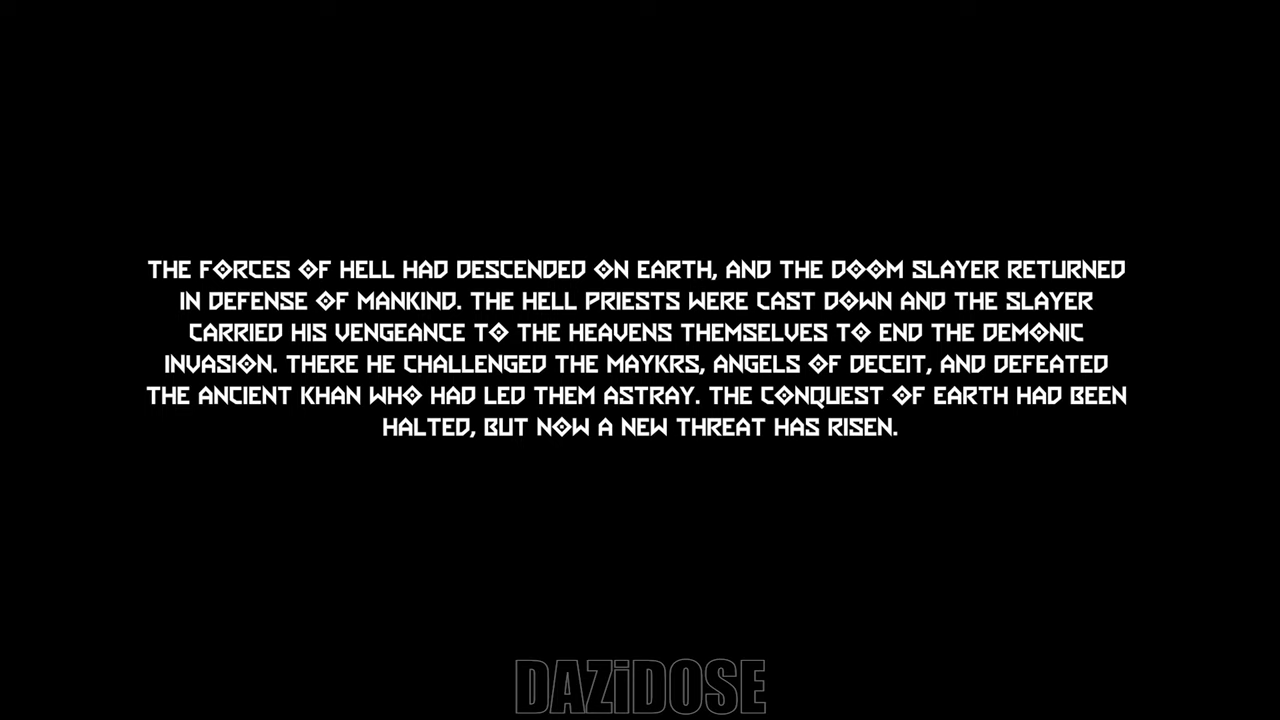 THE FORCES OF HELL HAD DESCENDED ON EARTH, AND THE DOOM SLAYER RETURNED
IN DEFENSE OF MANKIND. THE HELL PRIESTS WERE CAST DOWN AND THE SLAYER
CARRIED HIS VENGEANCE TO THE HEAVENS THEMSELVES TO END THE DEMONIC
INVASION. THERE HE CHALLENGED THE MAYKRS, ANGELS OF DECEIT, AND DEFEATED
THE ANCIENT KHAN WHO HAD LED THEM ASTRAY. THE CONQUEST OF EARTH HAD BEEN
HALTED, BUT NOW A NEW THREAT HAS RISEN.
DAZiDOSE